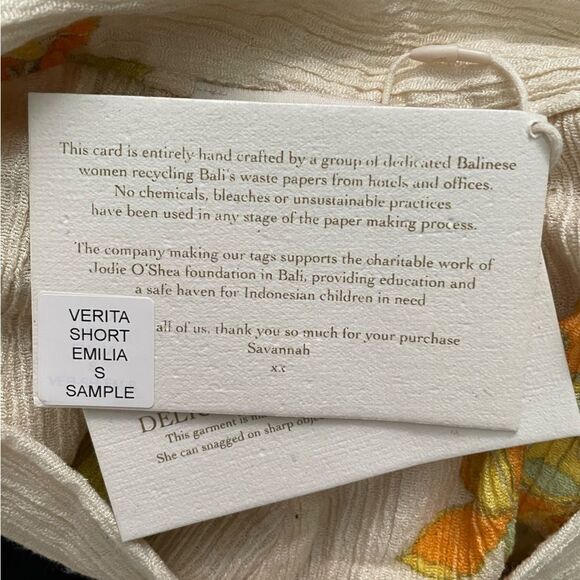 This card is entirely hand crafted by a group of dedicated Balinese
women recycling Bali's waste papers from hotels and offices.
No chemicals, bleaches or unsustainable practices
have been used in any stage of the paper making process.
The company making our tags supports the charitable work of
Jodie O'Shea foundation in Bali, providing education and
a safe haven for Indonesian children in need
all of us, thank you so much for your purchase
Savannah
x.x
VERITA
SHORT
EMILIA
S
SAMPLE
DELIC
This garment is
She can snagged on sharp